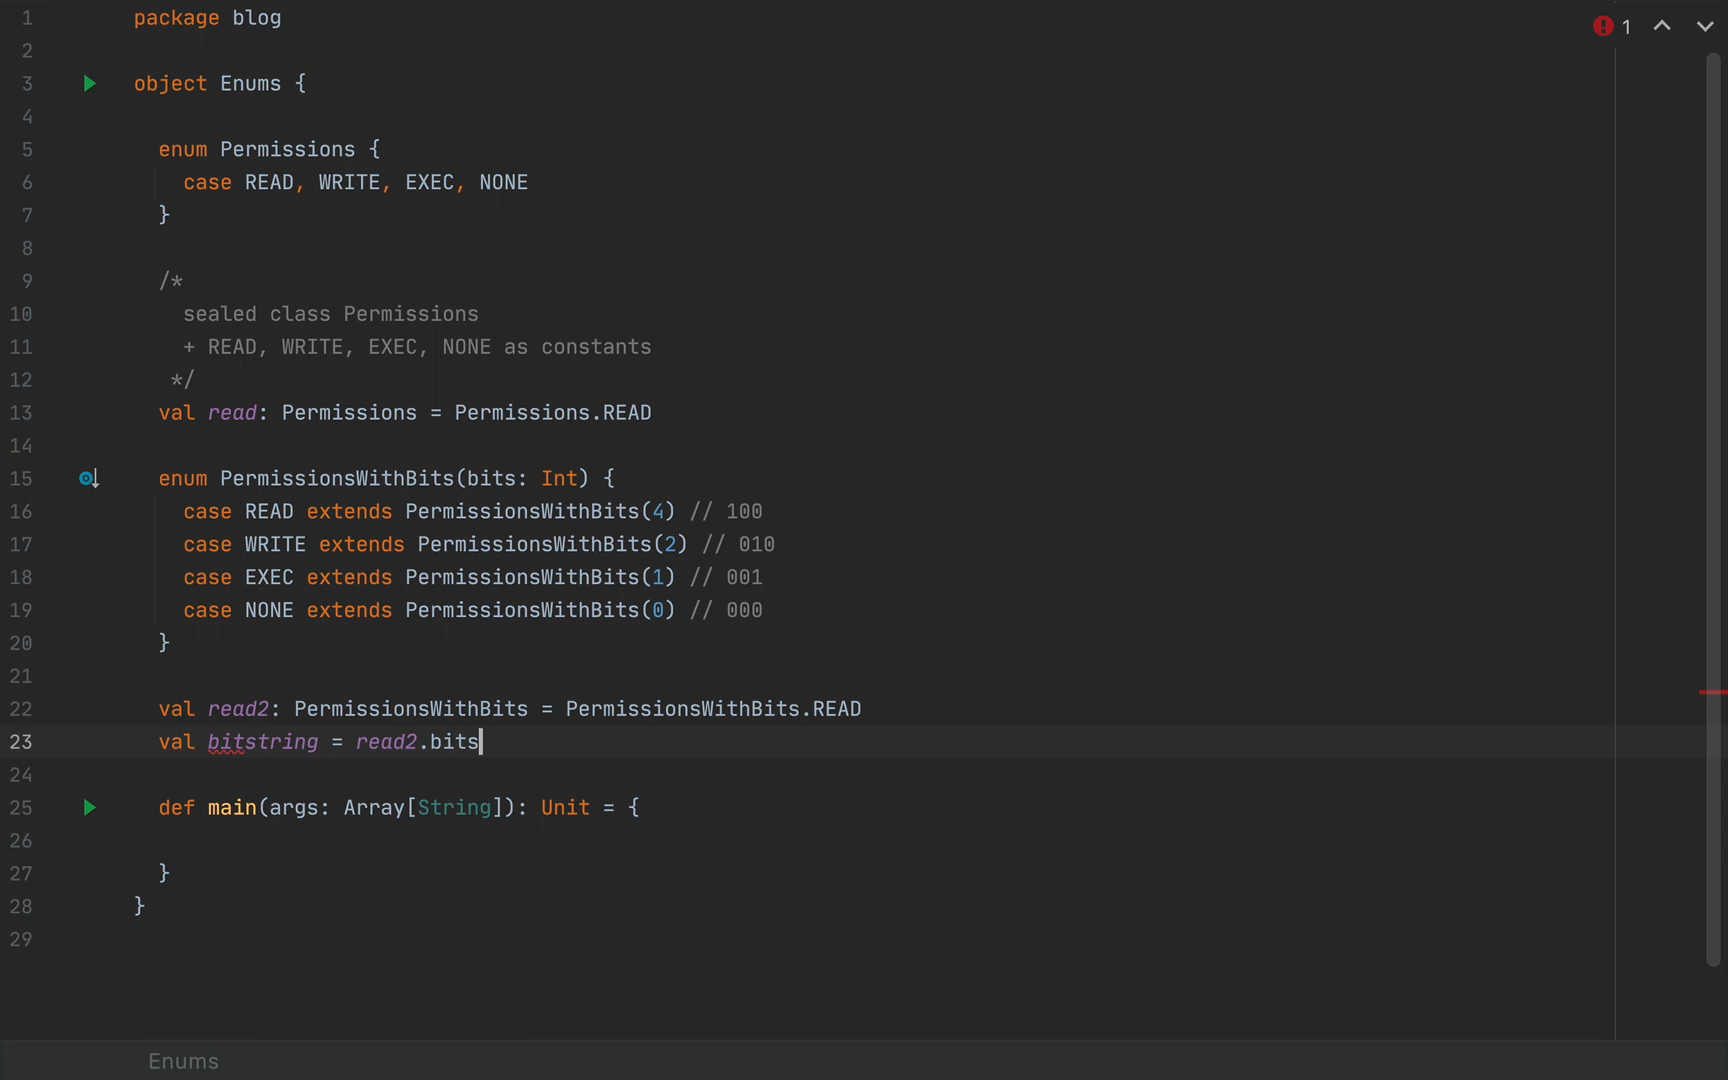 1 package blog
1
2
3 object Enums {
4
5 enum Permissions {
6 case READ, WRITE, EXEC, NONE
7 }
8
9 /*
10 sealed class Permissions
11 + READ, WRITE, EXEC, NONE as constants
12 */
13 val read: Permissions = Permissions.READ
14
15 enum PermissionsWithBits(bits: Int) {
16 case READ extends PermissionsWithBits(4) // 100
17 case WRITE extends PermissionsWithBits(2) // 010
18 case EXEC extends PermissionsWithBits(1) // 001
19 case NONE extends PermissionsWithBits(0) // 000
20 }
21
22 val read2: PermissionsWithBits = PermissionsWithBits.READ
23 val bitstring = read2.bits
24
25 def main(args: Array[String]): Unit = {
26
27 }
28 }
29
Enums